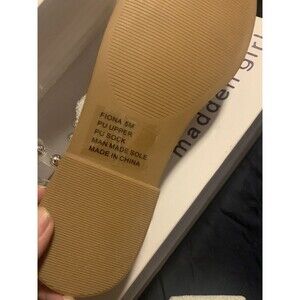 FIONA 5M
PU UPPER
PU SOCK
MAN MADE SOLE
MADE IN CHINA
madden girl